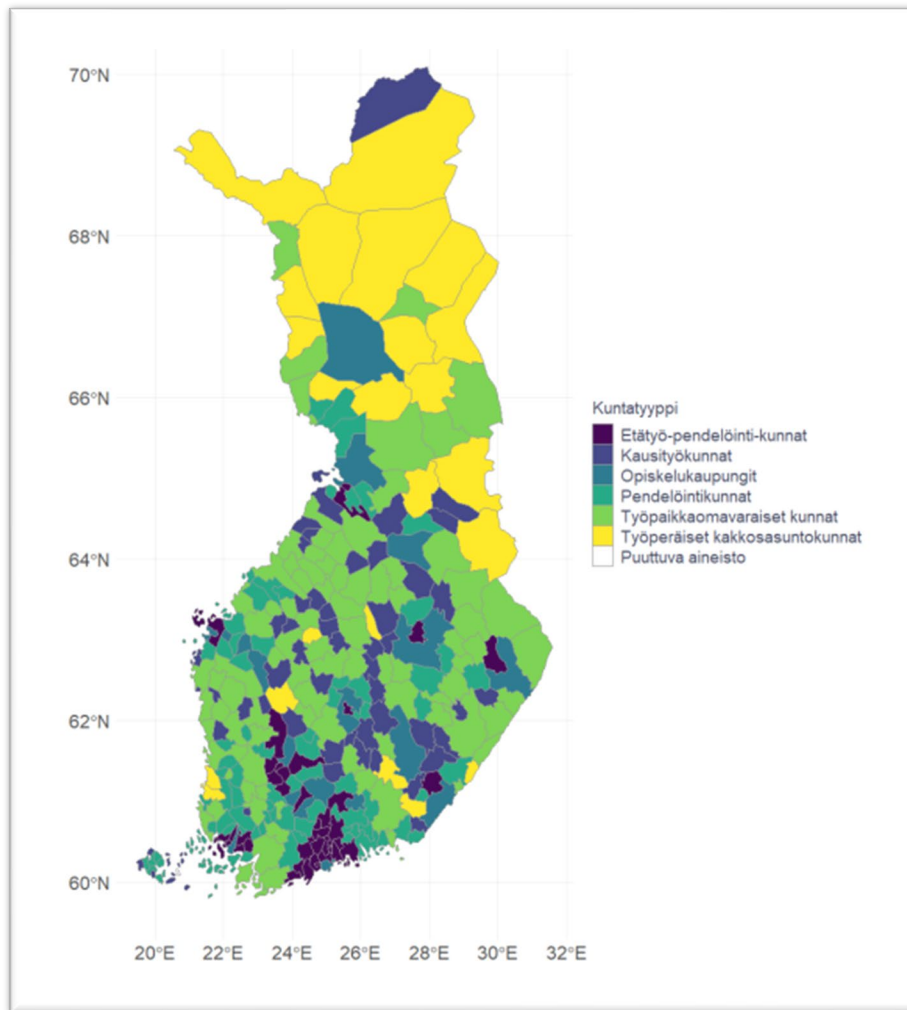 70°N
68°N
66°N
64°N
62°N
60°N
20°E 22°E 24°E 26°E 28°E 30°E 32°E
Kuntatyyppi
Etätyö-pendelöinti-kunnat
Kausityökunnat
Opiskelukaupungit
Pendelöintikunnat
Työpaikkaomavaraiset kunnat
Työperäiset kakkosasuntokunnat
Puuttuva aineisto